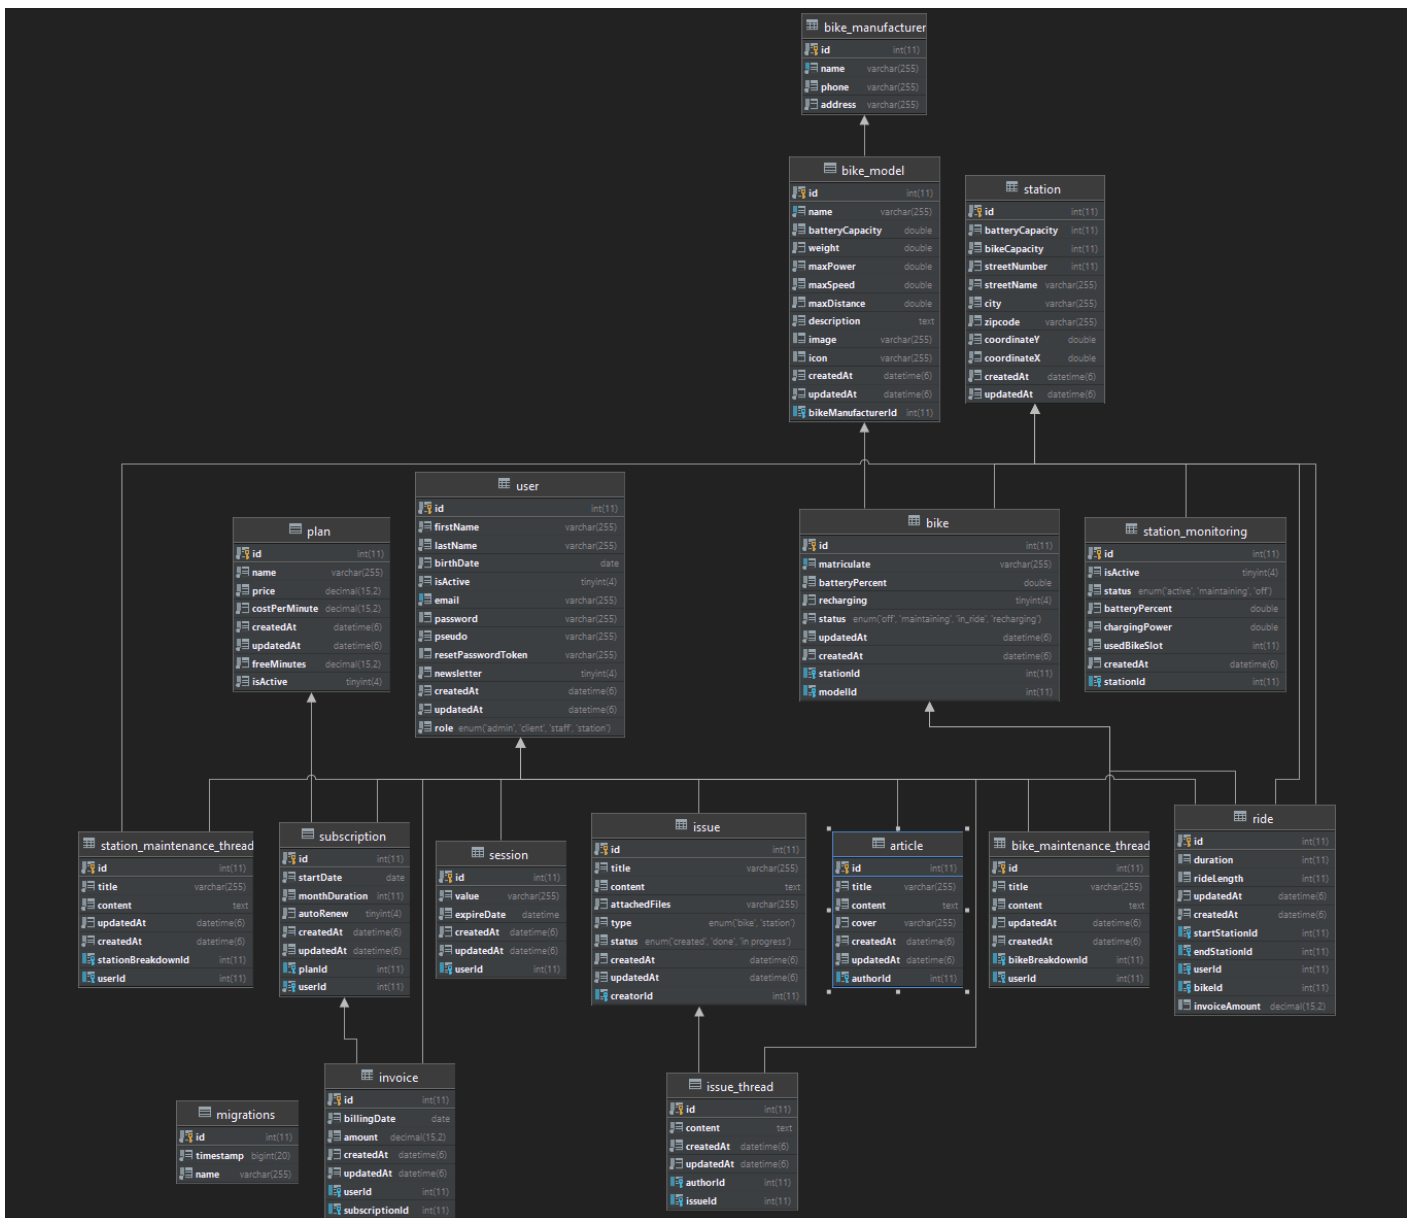 bike_manufacturer
id int(11)
name varchar(255)
phone varchar(255)
address varchar(255)
bike_model
id int(11)
name varchar(255)
batteryCapacity double
weight double
maxPower double
maxSpeed double
maxDistance double
description text
image varchar(255)
icon varchar(255)
createdAt datetime(6)
updatedAt datetime(6)
bikeManufacturerId int(11)
station
id int(11)
batteryCapacity int(11)
bikeCapacity int(11)
streetNumber int(11)
streetName varchar(255)
city varchar(255)
zipcode varchar(255)
coordinateY double
coordinateX double
createdAt datetime(6)
updatedAt datetime(6)
plan
id int(11)
name varchar(255)
price decimal(15,2)
costPerMinute decimal(15,2)
createdAt datetime(6)
updatedAt datetime(6)
freeMinutes decimal(15,2)
isActive tinyint(4)
user
id int(11)
firstName varchar(255)
lastName varchar(255)
birthDate date
isActive tinyint(4)
email varchar(255)
password varchar(255)
pseudo varchar(255)
resetPasswordToken varchar(255)
newsletter tinyint(4)
createdAt datetime(6)
updatedAt datetime(6)
role enum('admin', 'client', 'staff', 'station')
bike
id int(11)
matriculate varchar(255)
batteryPercent double
recharging tinyint(4)
status enum('off', 'maintaining', 'in_ride', 'recharging')
updatedAt datetime(6)
createdAt datetime(6)
stationId int(11)
modelId int(11)
station_monitoring
id int(11)
isActive tinyint(4)
status enum('active', 'maintaining', 'off')
batteryPercent double
chargingPower double
usedBikeSlot int(11)
createdAt datetime(6)
stationId int(11)
station_maintenance_thread
id int(11)
title varchar(255)
content text
updatedAt datetime(6)
createdAt datetime(6)
stationBreakdownId int(11)
userId int(11)
subscription
id int(11)
startDate date
monthDuration int(11)
autoRenew tinyint(4)
createdAt datetime(6)
updatedAt datetime(6)
planId int(11)
userId int(11)
session
id int(11)
value varchar(255)
expireDate datetime
createdAt datetime(6)
updatedAt datetime(6)
userId int(11)
issue
id int(11)
title varchar(255)
content text
attachedFiles varchar(255)
type enum('bike', 'station')
status enum('created', 'done', 'in progress')
createdAt datetime(6)
updatedAt datetime(6)
creatorId int(11)
article
id int(11)
title varchar(255)
content text
cover varchar(255)
createdAt datetime(6)
updatedAt datetime(6)
authorId int(11)
bike_maintenance_thread
id int(11)
title varchar(255)
content text
updatedAt datetime(6)
createdAt datetime(6)
bikeBreakdownId int(11)
userId int(11)
ride
id int(11)
duration int(11)
rideLength int(11)
updatedAt datetime(6)
createdAt datetime(6)
startStationId int(11)
endStationId int(11)
userId int(11)
bikeId int(11)
invoiceAmount decimal(15,2)
migrations
id int(11)
timestamp bigint(20)
name varchar(255)
invoice
id int(11)
billingDate date
amount decimal(15,2)
createdAt datetime(6)
updatedAt datetime(6)
userId int(11)
subscriptionId int(11)
issue_thread
id int(11)
content text
createdAt datetime(6)
updatedAt datetime(6)
authorId int(11)
issueId int(11)